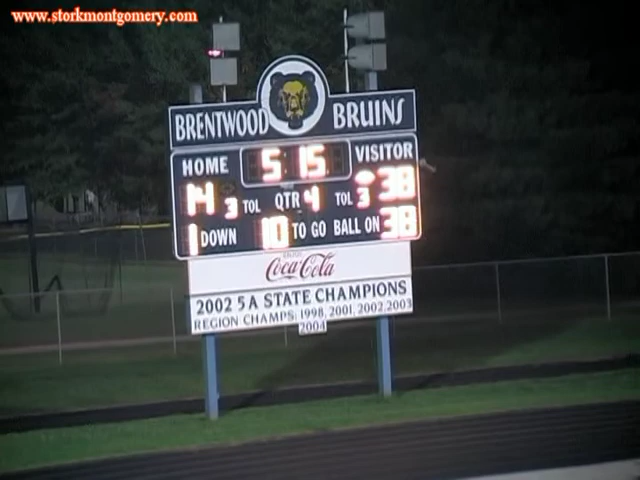 www.storkmontgomery.com
BRENTWOOD BRUINS
HOME 5 15 VISITOR
14 3 TOL QTR 4 TOL 3 38
1 DOWN 10 TO GO BALL ON 38
Coca-Cola
2002 5A STATE CHAMPIONS
REGION CHAMPS: 1998, 2001, 2002, 2003
2004